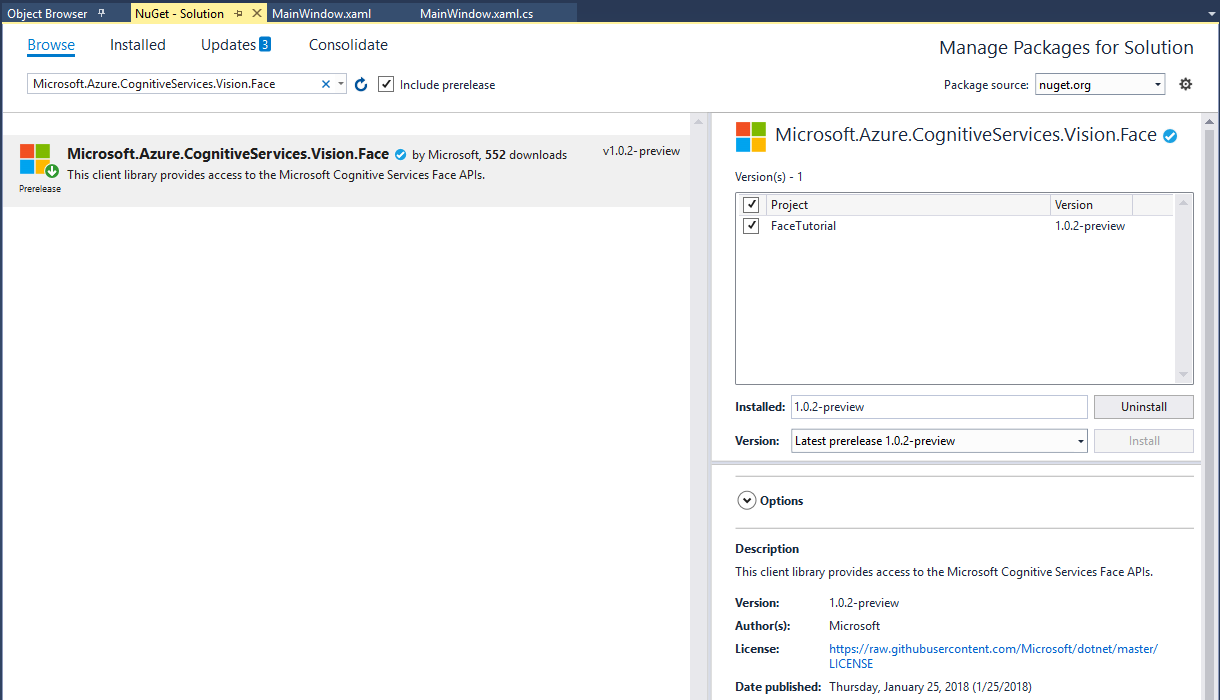 Object Browser
NuGet - Solution
MainWindow.xaml
MainWindow.xaml.cs
Browse
Installed
Updates 3
Consolidate
Manage Packages for Solution
Microsoft.Azure.CognitiveServices.Vision.Face
Include prerelease
Package source: nuget.org
Microsoft.Azure.CognitiveServices.Vision.Face by Microsoft, 552 downloads
v1.0.2-preview
This client library provides access to the Microsoft Cognitive Services Face APIs.
Prerelease
Microsoft.Azure.CognitiveServices.Vision.Face
Version(s) - 1
Project Version
FaceTutorial 1.0.2-preview
Installed: 1.0.2-preview Uninstall
Version: Latest prerelease 1.0.2-preview Install
Options
Description
This client library provides access to the Microsoft Cognitive Services Face APIs.
Version: 1.0.2-preview
Author(s): Microsoft
License: https://raw.githubusercontent.com/Microsoft/dotnet/master/
LICENSE
Date published: Thursday, January 25, 2018 (1/25/2018)